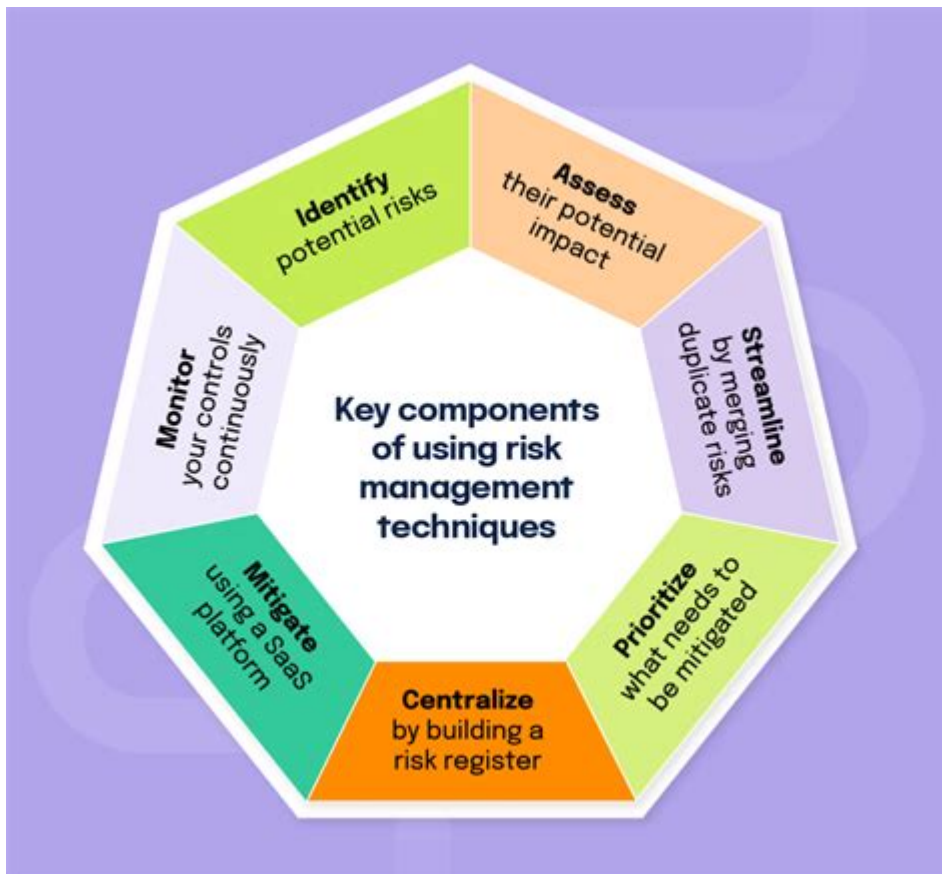 Key components
of using risk
management
techniques
Identify
potential risks
Assess
their potential
impact
Streamline
by merging
duplicate risks
Prioritize
what needs to
be mitigated
Centralize
by building a
risk register
Mitigate
using a SaaS
platform
Monitor
your controls
continuously